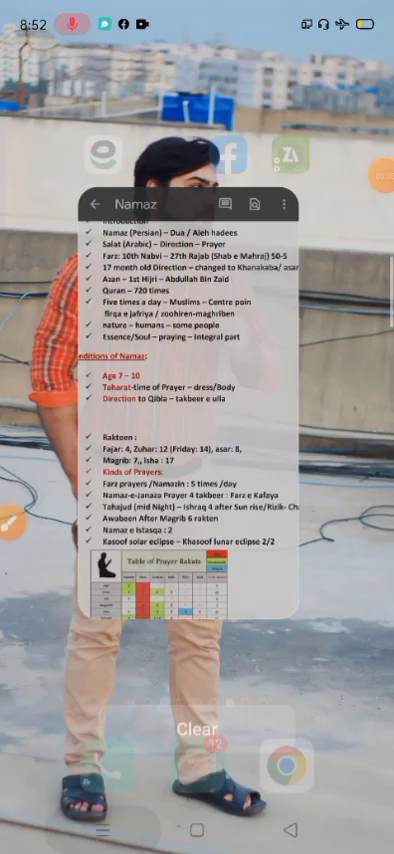 8:52
Namaz
Introduction
Namaz (Persian) – Dua / Aleh hadees
Salat (Arabic) – Direction – Prayer
Farz: 10th Nabvi – 27th Rajab (Shab e Mahraj) 50-5
17 month old Direction – changed to Khanakaba/ asar
Azan – 1st Hijri – Abdullah Bin Zaid
Quran – 720 times
Five times a day – Muslims – Centre poin
firqa e jafriya / zoohiren-maghriben
nature – humans – some people
Essence/Soul – praying – integral part
nditions of Namaz:
Age 7 – 10
Taharat-time of Prayer – dress/Body
Direction to Qibla – takbeer e ulla
Rakteen :
Fajar: 4, Zuhar: 12 (Friday: 14), asar: 8,
Magrib: 7,, Isha : 17
Kinds of Prayers:
Farz prayers /Namazin : 5 times /day
Namaz-e-Janaza Prayer 4 takbeer : Farz e Kafaya
Tahajud (mid Night) – Ishraq 4 after Sun rise/Rizik- Ch
Awabeen After Magrib 6 rakten
Namaz e Istasqa : 2
Kasoof solar eclipse – Khasoof lunar eclipse 2/2
Table of Prayer Rakats
Clear